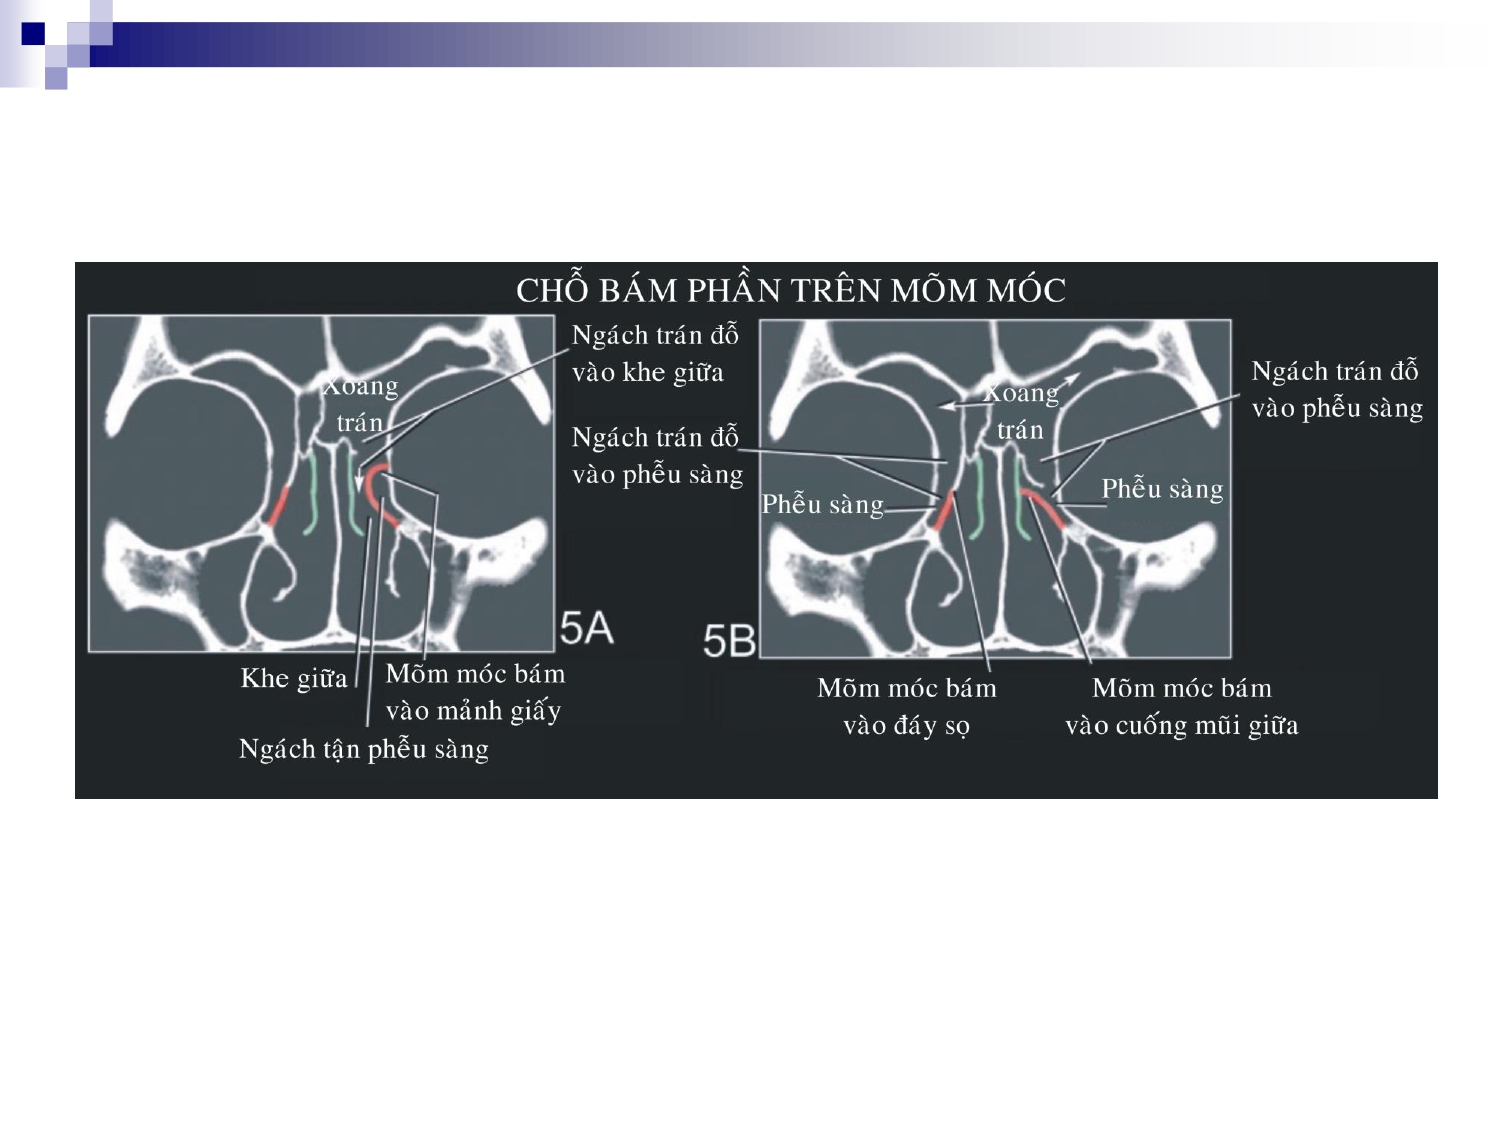 CHỖ BÁM PHẦN TRÊN MÕM MÓC
Ngách trán đỗ
vào khe giữa
Xoang
trán
Ngách trán đỗ
vào phễu sàng
5A
Khe giữa
Mõm móc bám
vào mảnh giấy
Ngách tận phễu sàng
Xoang
trán
Ngách trán đỗ
vào phễu sàng
Phễu sàng
Phễu sàng
5B
Mõm móc bám
vào đáy sọ
Mõm móc bám
vào cuống mũi giữa